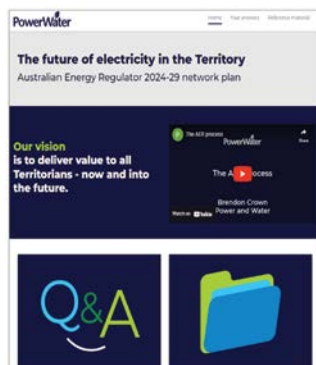 PowerWater
Home Your answers Reference material
The future of electricity in the Territory
Australian Energy Regulator 2024-29 network plan
Our vision
is to deliver value to all
Territorians - now and into
the future.
P The AER process
Share
PowerWater
The A ocess
Brendon Crown
Power and Water
Watch on YouTube
Q&A